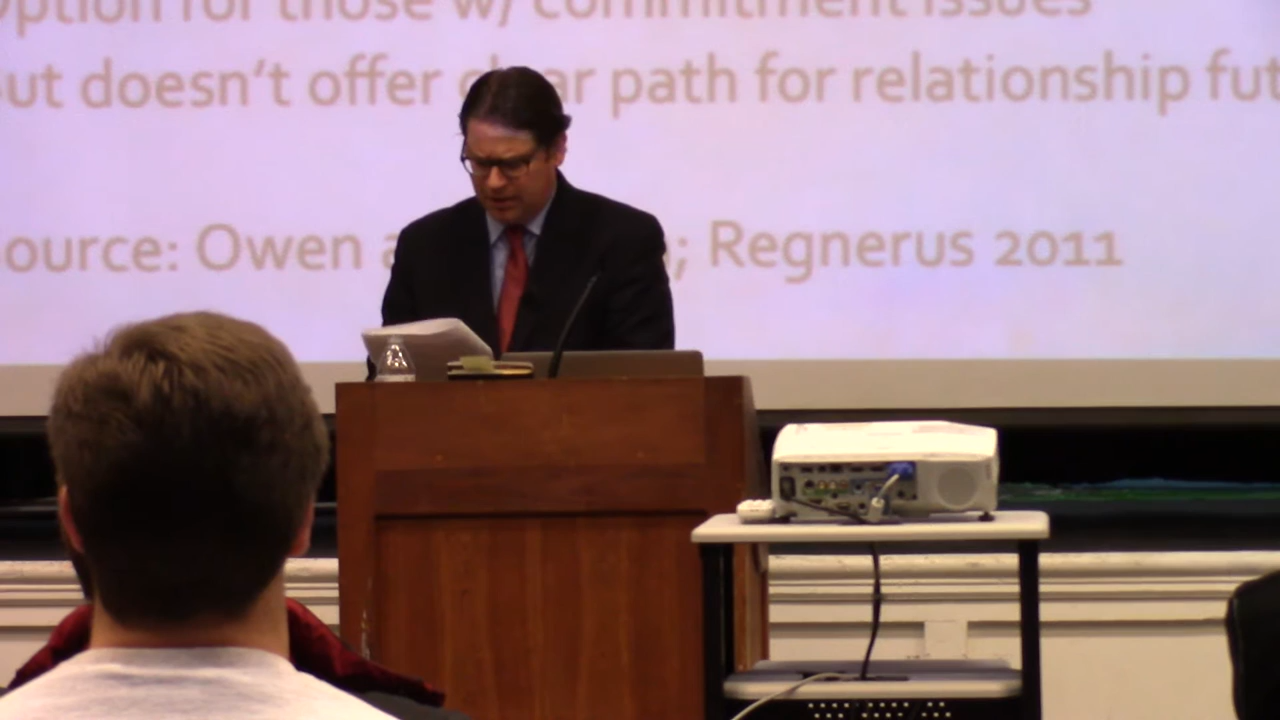 option for those w/ commitment issues
but doesn't offer clear path for relationship fut
ource: Owen a ; Regnerus 2011